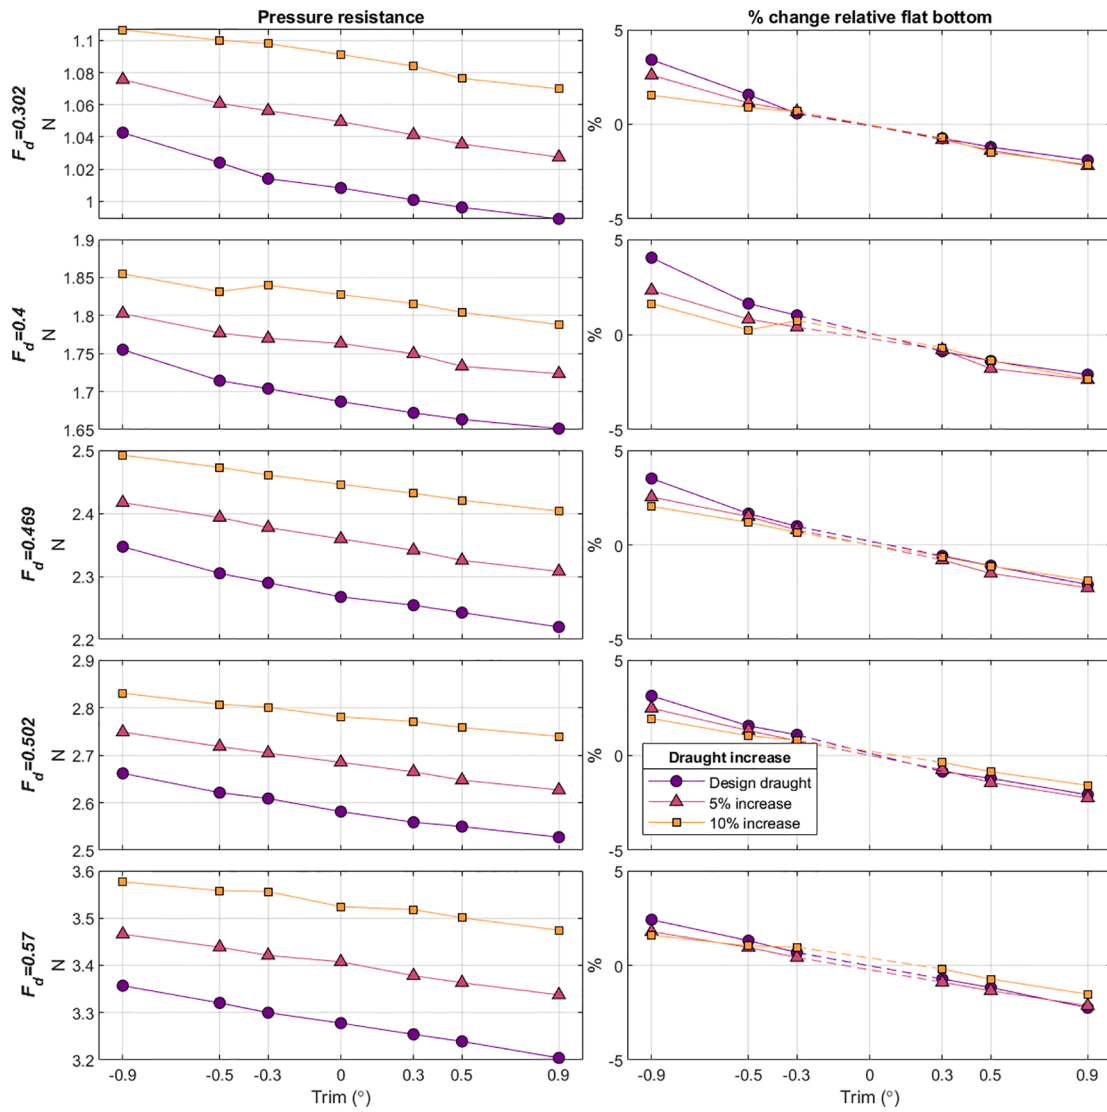 Pressure resistance
% change relative flat bottom
F_d=0.302
N
1.1
1.08
1.06
1.04
1.02
1
%
5
0
-5
F_d=0.4
N
1.9
1.85
1.8
1.75
1.7
1.65
%
5
0
-5
F_d=0.469
N
2.5
2.4
2.3
2.2
%
5
0
-5
F_d=0.502
N
2.9
2.8
2.7
2.6
2.5
%
5
0
-5
Draught increase
Design draught
5% increase
10% increase
F_d=0.57
N
3.6
3.5
3.4
3.3
3.2
%
5
0
-5
-0.9 -0.5 -0.3 0 0.3 0.5 0.9
-0.9 -0.5 -0.3 0 0.3 0.5 0.9
Trim (°)
Trim (°)